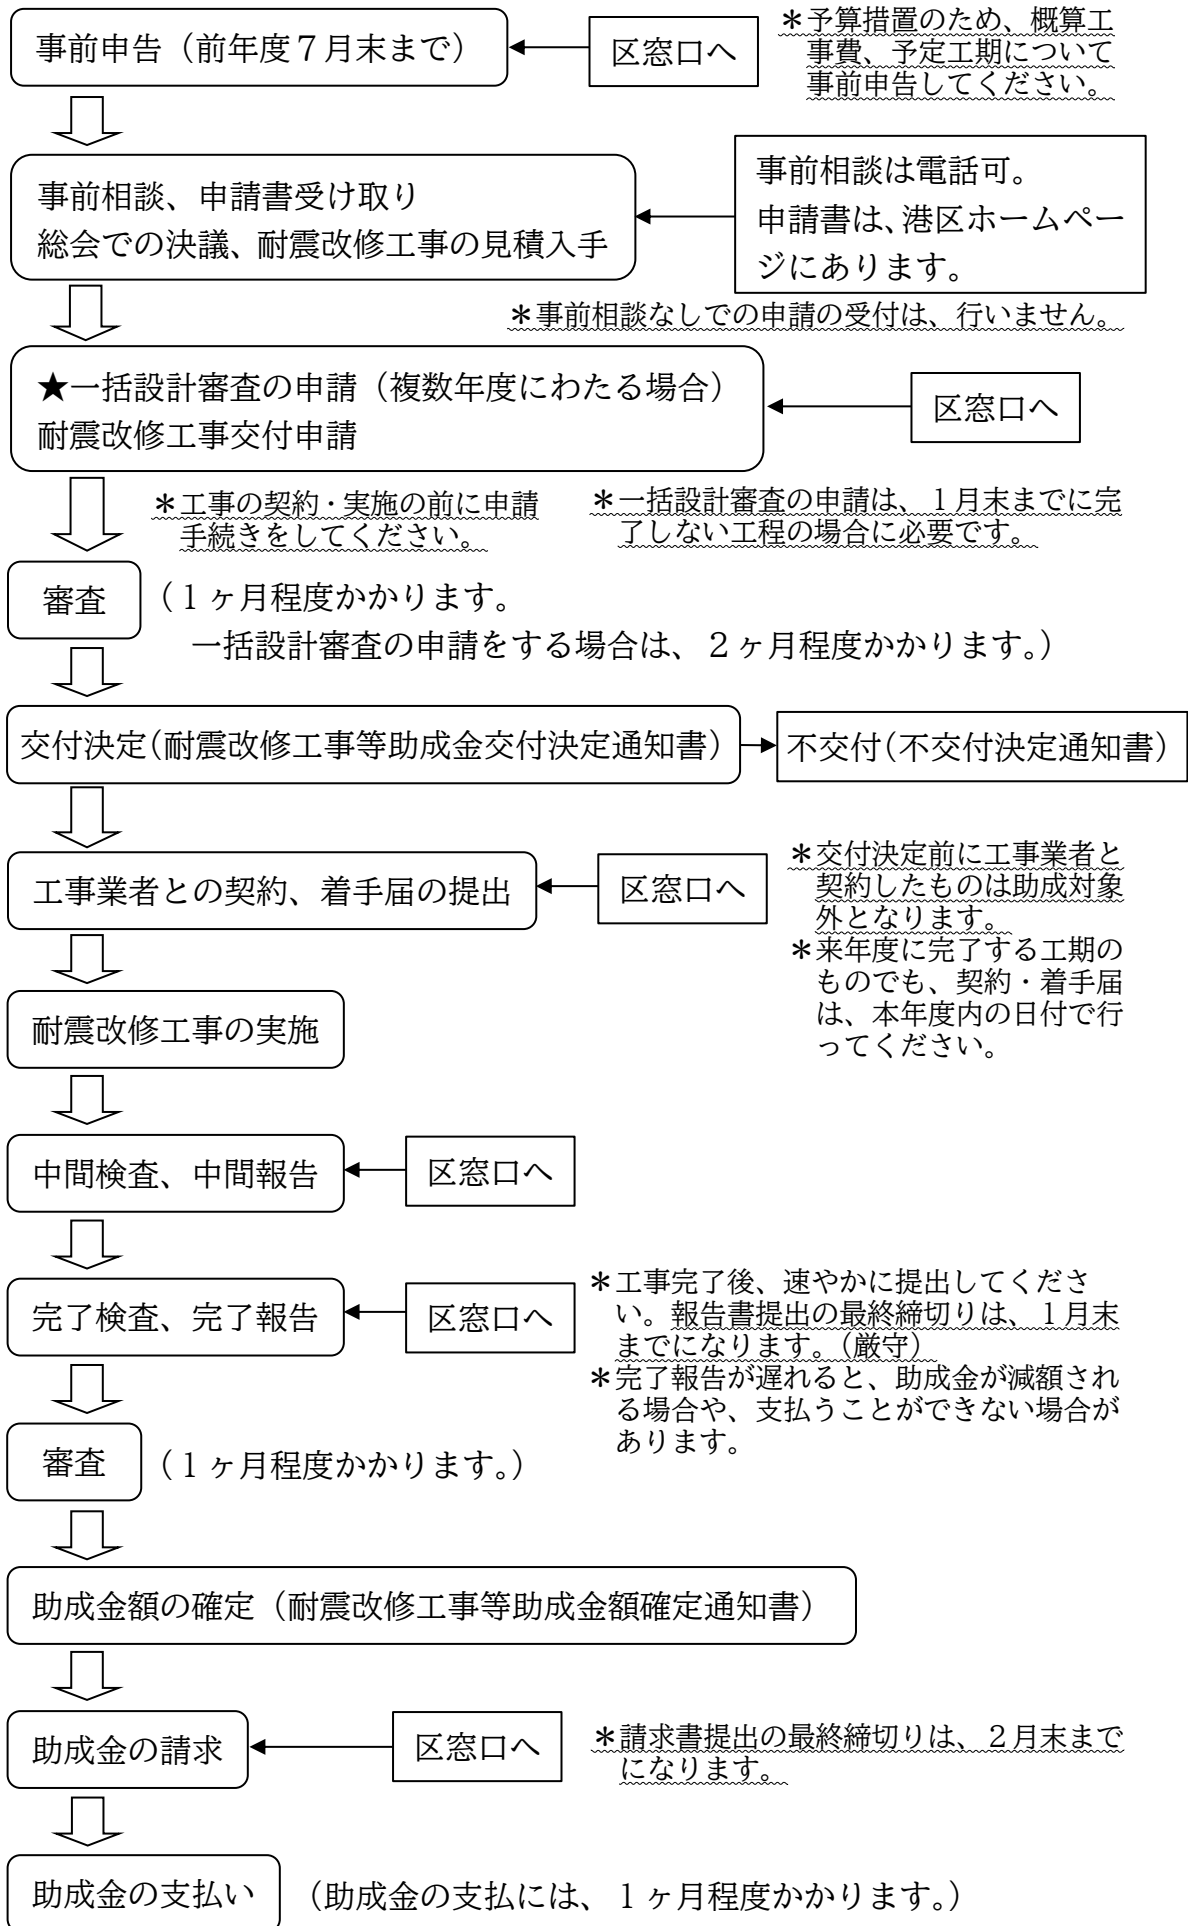 事前申告（前年度７月末まで）
区窓口へ
＊予算措置のため、概算工
事費、予定工期について
事前申告してください。
事前相談、申請書受け取り
総会での決議、耐震改修工事の見積入手
事前相談は電話可。
申請書は、港区ホームペー
ジにあります。
＊事前相談なしでの申請の受付は、行いません。
★一括設計審査の申請（複数年度にわたる場合）
耐震改修工事交付申請
区窓口へ
＊工事の契約・実施の前に申請
手続きをしてください。
＊一括設計審査の申請は、１月末までに完
了しない工程の場合に必要です。
審査
（１ヶ月程度かかります。
一括設計審査の申請をする場合は、２ヶ月程度かかります。）
交付決定（耐震改修工事等助成金交付決定通知書）
不交付（不交付決定通知書）
工事業者との契約、着手届の提出
区窓口へ
＊交付決定前に工事業者と
契約したものは助成対象
外となります。
＊来年度に完了する工期の
ものでも、契約・着手届
は、本年度内の日付で行
ってください。
耐震改修工事の実施
中間検査、中間報告
区窓口へ
完了検査、完了報告
区窓口へ
＊工事完了後、速やかに提出してくださ
い。報告書提出の最終締切りは、１月末
までになります。（厳守）
＊完了報告が遅れると、助成金が減額され
る場合や、支払うことができない場合が
あります。
審査
（１ヶ月程度かかります。）
助成金額の確定（耐震改修工事等助成金額確定通知書）
助成金の請求
区窓口へ
＊請求書提出の最終締切りは、２月末まで
になります。
助成金の支払い
（助成金の支払には、１ヶ月程度かかります。）